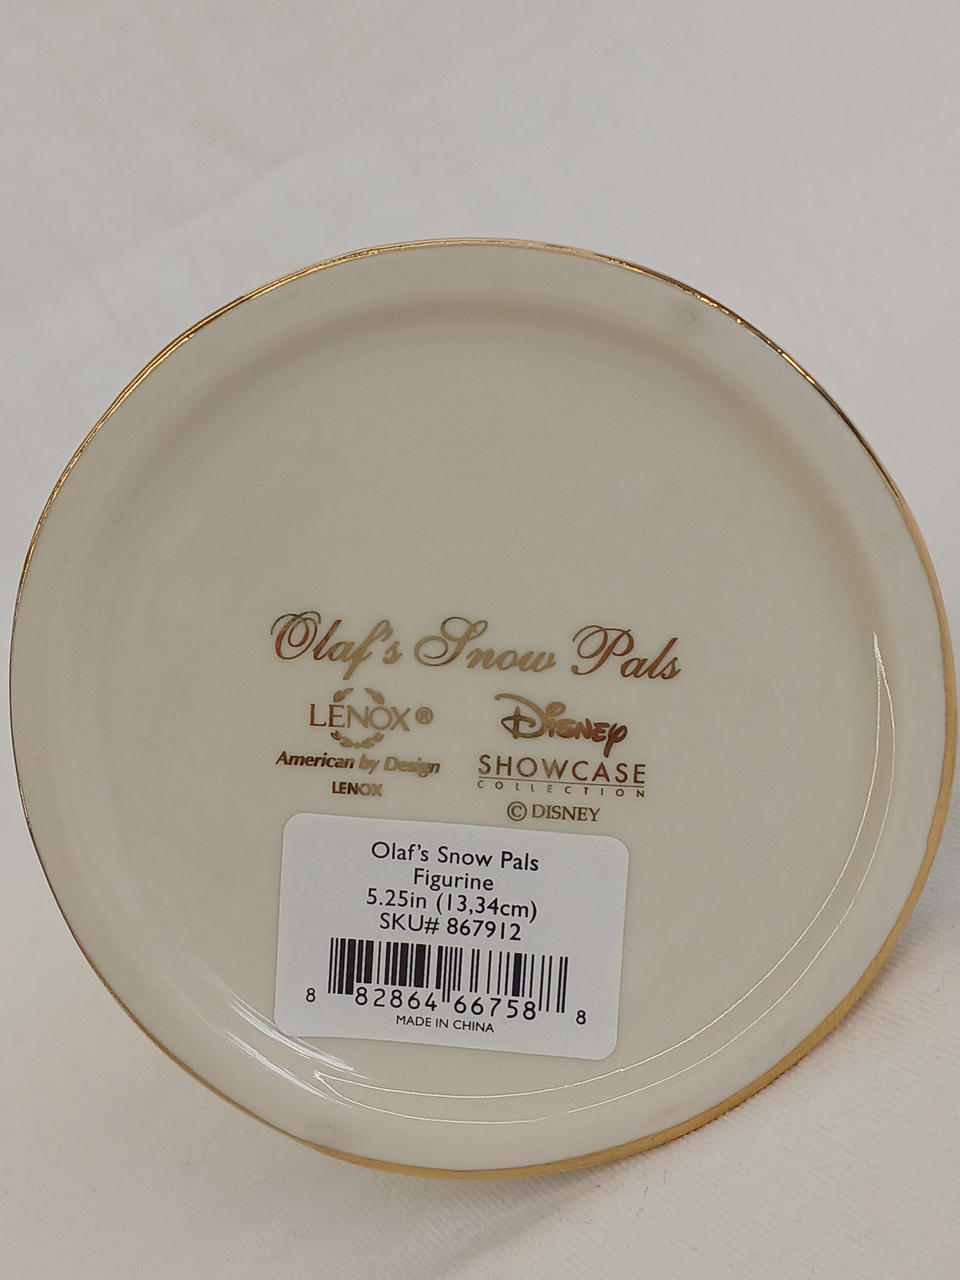 Olaf's Snow Pals
LENOX®
American by Design
LENOX
Disney
SHOWCASE
COLLECTION
© DISNEY
Olaf's Snow Pals
Figurine
5.25in (13,34cm)
SKU# 867912
8 82864 66758 8
MADE IN CHINA